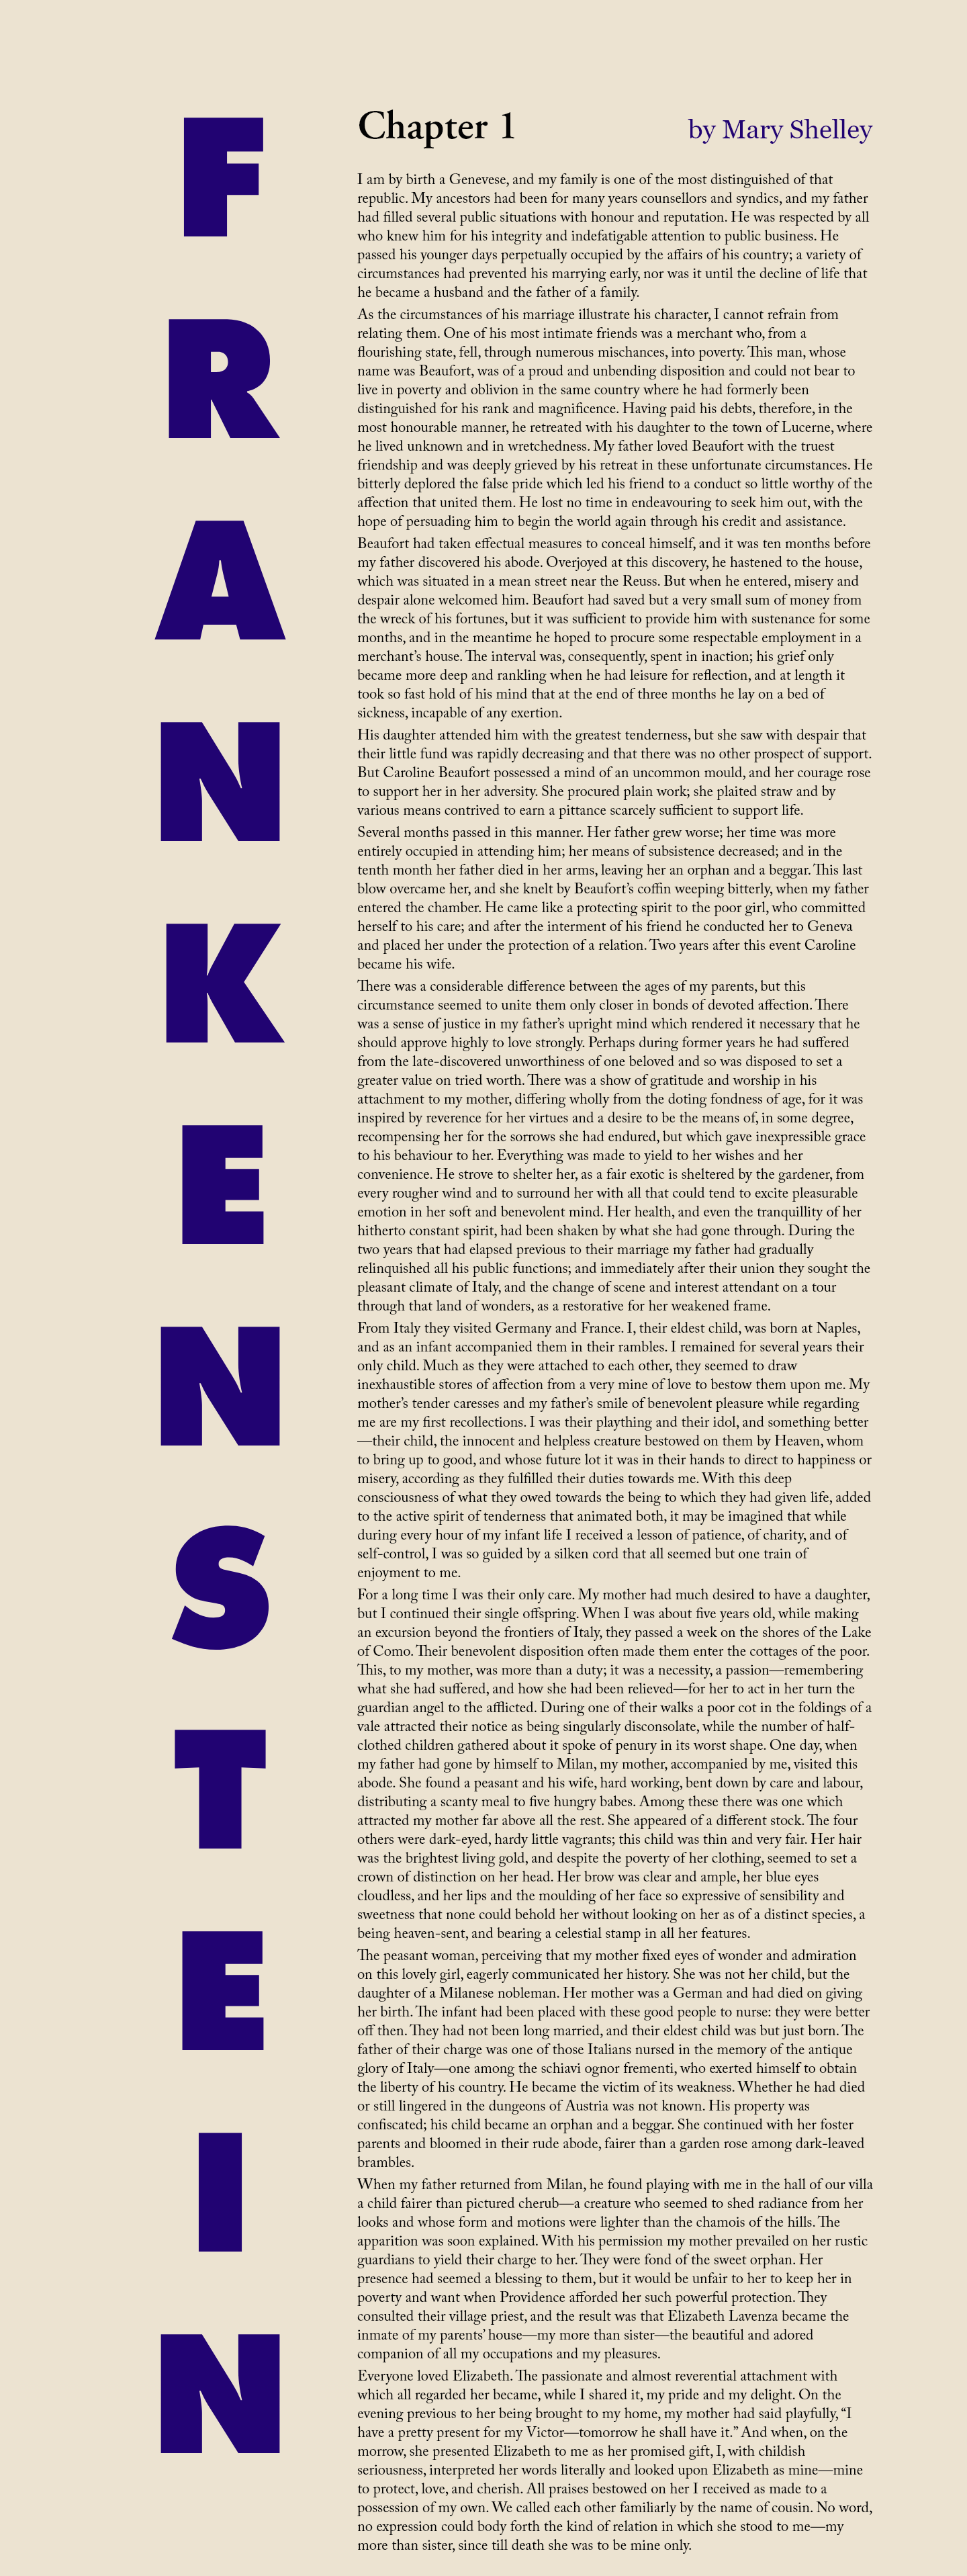 FRANKENSTEIN
Chapter 1
by Mary Shelley
I am by birth a Genevese, and my family is one of the most distinguished of that
republic. My ancestors had been for many years counsellors and syndics, and my father
had filled several public situations with honour and reputation. He was respected by all
who knew him for his integrity and indefatigable attention to public business. He
passed his younger days perpetually occupied by the affairs of his country; a variety of
circumstances had prevented his marrying early, nor was it until the decline of life that
he became a husband and the father of a family.
As the circumstances of his marriage illustrate his character, I cannot refrain from
relating them. One of his most intimate friends was a merchant who, from a
flourishing state, fell, through numerous mischances, into poverty. This man, whose
name was Beaufort, was of a proud and unbending disposition and could not bear to
live in poverty and oblivion in the same country where he had formerly been
distinguished for his rank and magnificence. Having paid his debts, therefore, in the
most honourable manner, he retreated with his daughter to the town of Lucerne, where
he lived unknown and in wretchedness. My father loved Beaufort with the truest
friendship and was deeply grieved by his retreat in these unfortunate circumstances. He
bitterly deplored the false pride which led his friend to a conduct so little worthy of the
affection that united them. He lost no time in endeavouring to seek him out, with the
hope of persuading him to begin the world again through his credit and assistance.
Beaufort had taken effectual measures to conceal himself, and it was ten months before
my father discovered his abode. Overjoyed at this discovery, he hastened to the house,
which was situated in a mean street near the Reuss. But when he entered, misery and
despair alone welcomed him. Beaufort had saved but a very small sum of money from
the wreck of his fortunes, but it was sufficient to provide him with sustenance for some
months, and in the meantime he hoped to procure some respectable employment in a
merchant's house. The interval was, consequently, spent in inaction; his grief only
became more deep and rankling when he had leisure for reflection, and at length it
took so fast hold of his mind that at the end of three months he lay on a bed of
sickness, incapable of any exertion.
His daughter attended him with the greatest tenderness, but she saw with despair that
their little fund was rapidly decreasing and that there was no other prospect of support.
But Caroline Beaufort possessed a mind of an uncommon mould, and her courage rose
to support her in her adversity. She procured plain work; she plaited straw and by
various means contrived to earn a pittance scarcely sufficient to support life.
Several months passed in this manner. Her father grew worse; her time was more
entirely occupied in attending him; her means of subsistence decreased; and in the
tenth month her father died in her arms, leaving her an orphan and a beggar. This last
blow overcame her, and she knelt by Beaufort's coffin weeping bitterly, when my father
entered the chamber. He came like a protecting spirit to the poor girl, who committed
herself to his care; and after the interment of his friend he conducted her to Geneva
and placed her under the protection of a relation. Two years after this event Caroline
became his wife.
There was a considerable difference between the ages of my parents, but this
circumstance seemed to unite them only closer in bonds of devoted affection. There
was a sense of justice in my father's upright mind which rendered it necessary that he
should approve highly to love strongly. Perhaps during former years he had suffered
from the late-discovered unworthiness of one beloved and so was disposed to set a
greater value on tried worth. There was a show of gratitude and worship in his
attachment to my mother, differing wholly from the doting fondness of age, for it was
inspired by reverence for her virtues and a desire to be the means of, in some degree,
recompensing her for the sorrows she had endured, but which gave inexpressible grace
to his behaviour to her. Everything was made to yield to her wishes and her
convenience. He strove to shelter her, as a fair exotic is sheltered by the gardener, from
every rougher wind and to surround her with all that could tend to excite pleasurable
emotion in her soft and benevolent mind. Her health, and even the tranquillity of her
hitherto constant spirit, had been shaken by what she had gone through. During the
two years that had elapsed previous to their marriage my father had gradually
relinquished all his public functions; and immediately after their union they sought the
pleasant climate of Italy, and the change of scene and interest attendant on a tour
through that land of wonders, as a restorative for her weakened frame.
From Italy they visited Germany and France. I, their eldest child, was born at Naples,
and as an infant accompanied them in their rambles. I remained for several years their
only child. Much as they were attached to each other, they seemed to draw
inexhaustible stores of affection from a very mine of love to bestow them upon me. My
mother's tender caresses and my father's smile of benevolent pleasure while regarding
me are my first recollections. I was their plaything and their idol, and something better
—their child, the innocent and helpless creature bestowed on them by Heaven, whom
to bring up to good, and whose future lot it was in their hands to direct to happiness or
misery, according as they fulfilled their duties towards me. With this deep
consciousness of what they owed towards the being to which they had given life, added
to the active spirit of tenderness that animated both, it may be imagined that while
during every hour of my infant life I received a lesson of patience, of charity, and of
self-control, I was so guided by a silken cord that all seemed but one train of
enjoyment to me.
For a long time I was their only care. My mother had much desired to have a daughter,
but I continued their single offspring. When I was about five years old, while making
an excursion beyond the frontiers of Italy, they passed a week on the shores of the Lake
of Como. Their benevolent disposition often made them enter the cottages of the poor.
This, to my mother, was more than a duty; it was a necessity, a passion—remembering
what she had suffered, and how she had been relieved—for her to act in her turn the
guardian angel to the afflicted. During one of their walks a poor cot in the foldings of a
vale attracted their notice as being singularly disconsolate, while the number of half-
clothed children gathered about it spoke of penury in its worst shape. One day, when
my father had gone by himself to Milan, my mother, accompanied by me, visited this
abode. She found a peasant and his wife, hard working, bent down by care and labour,
distributing a scanty meal to five hungry babes. Among these there was one which
attracted my mother far above all the rest. She appeared of a different stock. The four
others were dark-eyed, hardy little vagrants; this child was thin and very fair. Her hair
was the brightest living gold, and despite the poverty of her clothing, seemed to set a
crown of distinction on her head. Her brow was clear and ample, her blue eyes
cloudless, and her lips and the moulding of her face so expressive of sensibility and
sweetness that none could behold her without looking on her as of a distinct species, a
being heaven-sent, and bearing a celestial stamp in all her features.
The peasant woman, perceiving that my mother fixed eyes of wonder and admiration
on this lovely girl, eagerly communicated her history. She was not her child, but the
daughter of a Milanese nobleman. Her mother was a German and had died on giving
her birth. The infant had been placed with these good people to nurse: they were better
off then. They had not been long married, and their eldest child was but just born. The
father of their charge was one of those Italians nursed in the memory of the antique
glory of Italy—one among the schiavi ognor frementi, who exerted himself to obtain
the liberty of his country. He became the victim of its weakness. Whether he had died
or still lingered in the dungeons of Austria was not known. His property was
confiscated; his child became an orphan and a beggar. She continued with her foster
parents and bloomed in their rude abode, fairer than a garden rose among dark-leaved
brambles.
When my father returned from Milan, he found playing with me in the hall of our villa
a child fairer than pictured cherub—a creature who seemed to shed radiance from her
looks and whose form and motions were lighter than the chamois of the hills. The
apparition was soon explained. With his permission my mother prevailed on her rustic
guardians to yield their charge to her. They were fond of the sweet orphan. Her
presence had seemed a blessing to them, but it would be unfair to her to keep her in
poverty and want when Providence afforded her such powerful protection. They
consulted their village priest, and the result was that Elizabeth Lavenza became the
inmate of my parents' house—my more than sister—the beautiful and adored
companion of all my occupations and my pleasures.
Everyone loved Elizabeth. The passionate and almost reverential attachment with
which all regarded her became, while I shared it, my pride and my delight. On the
evening previous to her being brought to my home, my mother had said playfully, “I
have a pretty present for my Victor—tomorrow he shall have it.” And when, on the
morrow, she presented Elizabeth to me as her promised gift, I, with childish
seriousness, interpreted her words literally and looked upon Elizabeth as mine—mine
to protect, love, and cherish. All praises bestowed on her I received as made to a
possession of my own. We called each other familiarly by the name of cousin. No word,
no expression could body forth the kind of relation in which she stood to me—my
more than sister, since till death she was to be mine only.